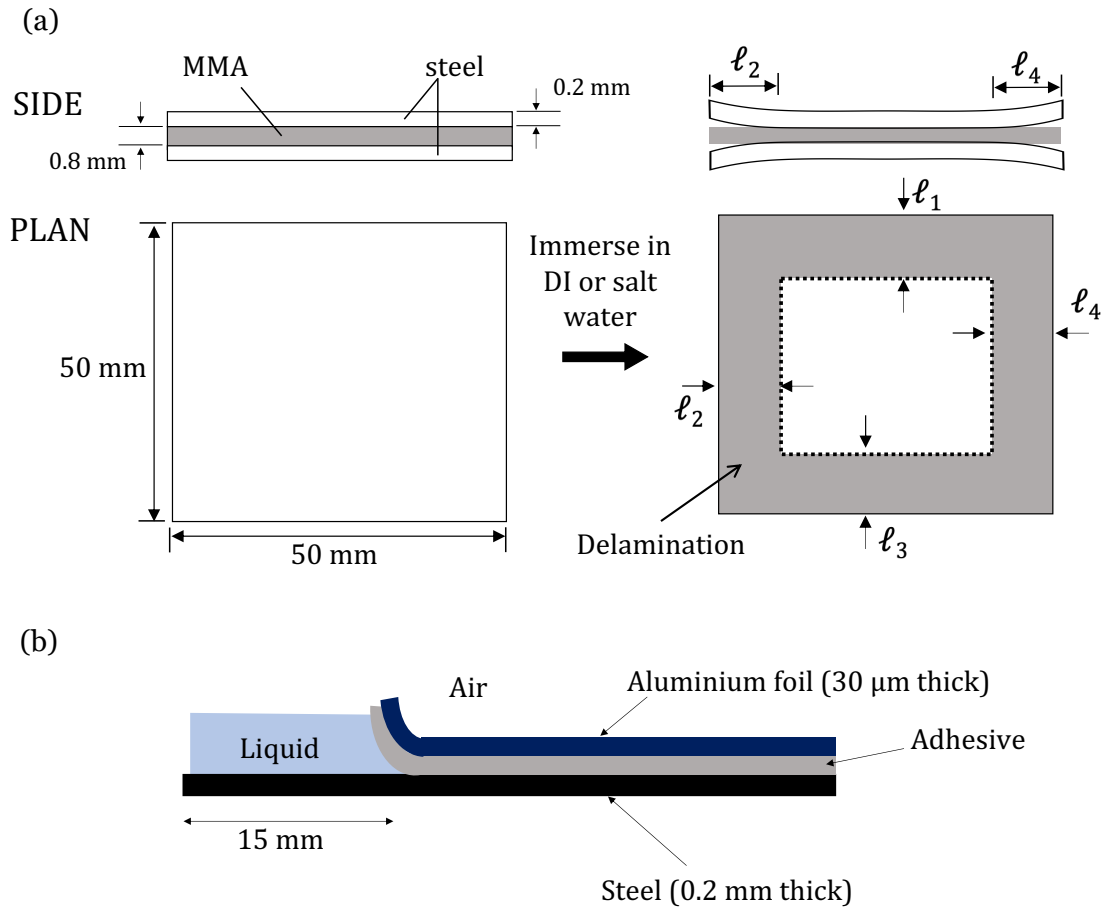 (a)
MMA
steel
0.2 mm
SIDE
0.8 mm
ℓ2
ℓ4
PLAN
50 mm
50 mm
Immerse in
DI or salt
water
ℓ1
ℓ4
ℓ2
Delamination
ℓ3
(b)
Air
Aluminium foil (30 μm thick)
Liquid
Adhesive
15 mm
Steel (0.2 mm thick)